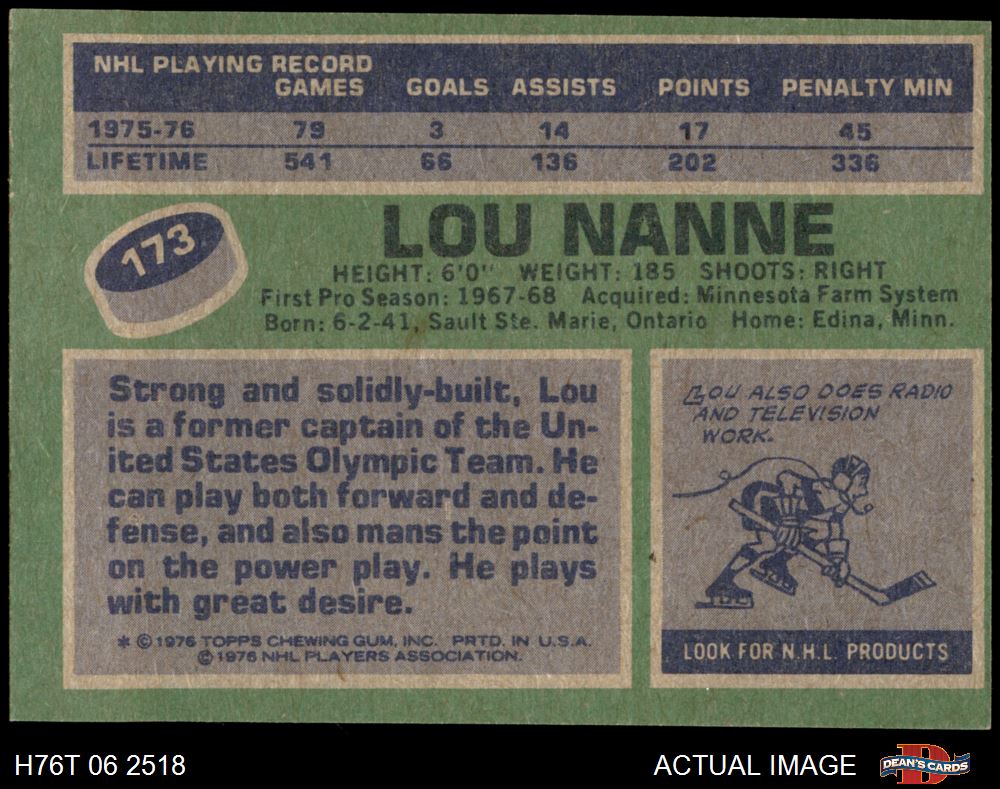 NHL PLAYING RECORD
GAMES GOALS ASSISTS POINTS PENALTY MIN
1975-76 79 3 14 17 45
LIFETIME 541 66 136 202 336
173
LOU NANNE
HEIGHT: 6'0" WEIGHT: 185 SHOOTS: RIGHT
First Pro Season: 1967-68 Acquired: Minnesota Farm System
Born: 6-2-41, Sault Ste. Marie, Ontario Home: Edina, Minn.
Strong and solidly-built, Lou
is a former captain of the Un-
ited States Olympic Team. He
can play both forward and de-
fense, and also mans the point
on the power play. He plays
with great desire.
* © 1976 TOPPS CHEWING GUM, INC. PRTD. IN U.S.A.
© 1976 NHL PLAYERS ASSOCIATION.
LOU ALSO DOES RADIO
AND TELEVISION
WORK.
LOOK FOR N.H.L. PRODUCTS
H76T 06 2518
ACTUAL IMAGE
D
DEAN'S CARDS